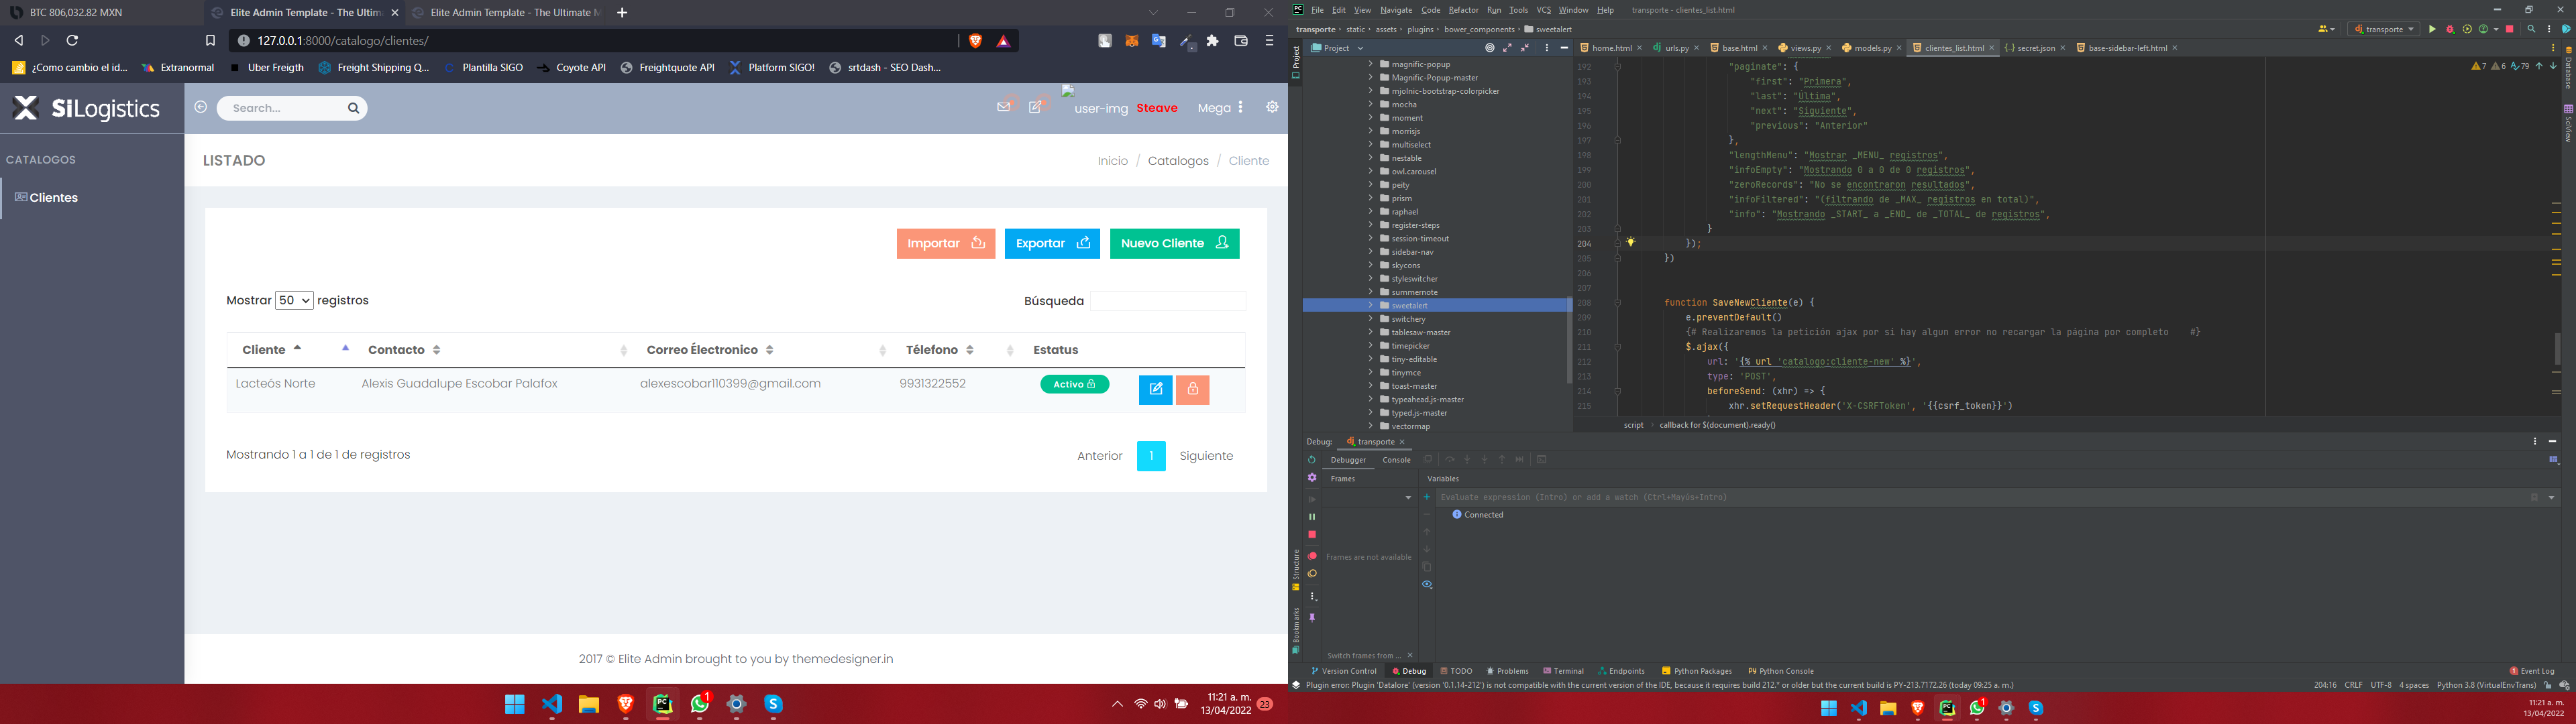 BTC 806,032.82 MXN
Elite Admin Template - The Ultim
Elite Admin Template - The Ultimate M
127.0.0.1:8000/catalogo/clientes/
¿Como cambio el id...
Extranormal
Uber Freigth
Freight Shipping Q...
Plantilla SIGO
Coyote API
Freightquote API
Platform SIGO!
srtdash - SEO Dash...
SiLogistics
Search...
user-img
Steave
Mega
CATALOGOS
Clientes
LISTADO
Inicio / Catalogos / Cliente
Importar
Exportar
Nuevo Cliente
Mostrar 50 registros
Búsqueda
Cliente Contacto Correo Électronico Télefono Estatus
Lacteós Norte Alexis Guadalupe Escobar Palafox alexescobar110399@gmail.com 9931322552 Activo
Mostrando 1 a 1 de 1 de registros
Anterior 1 Siguiente
2017 © Elite Admin brought to you by themedesigner.in
1
11:21 a. m.
13/04/2022
23
PC File Edit View Navigate Code Refactor Run Tools VCS Window Help transporte - clientes_list.html
transporte › static › assets › plugins › bower_components › sweetalert
transporte
Project
home.html
urls.py
base.html
views.py
models.py
clientes_list.html
secret.json
base-sidebar-left.html
Project
Database
SciView
Structure
Bookmarks
magnific-popup
Magnific-Popup-master
mjolnic-bootstrap-colorpicker
mocha
moment
morrisjs
multiselect
nestable
owl.carousel
peity
prism
raphael
register-steps
session-timeout
sidebar-nav
skycons
styleswitcher
summernote
sweetalert
switchery
tablesaw-master
timepicker
tiny-editable
tinymce
toast-master
typeahead.js-master
typed.js-master
vectormap
7 6 79
192 "paginate": {
193 "first": "Primera",
194 "last": "Última",
195 "next": "Siguiente",
196 "previous": "Anterior"
197 },
198 "lengthMenu": "Mostrar _MENU_ registros",
199 "infoEmpty": "Mostrando 0 a 0 de 0 registros",
200 "zeroRecords": "No se encontraron resultados",
201 "infoFiltered": "(filtrando de _MAX_ registros en total)",
202 "info": "Mostrando _START_ a _END_ de _TOTAL_ de registros",
203 }
204 });
205 })
206
207
208 function SaveNewCliente(e) {
209 e.preventDefault()
210 {# Realizaremos la petición ajax por si hay algun error no recargar la página por completo #}
211 $.ajax({
212 url: '{% url 'catalogo:cliente-new' %}',
213 type: 'POST',
214 beforeSend: (xhr) => {
215 xhr.setRequestHeader('X-CSRFToken', '{{csrf_token}}')
script › callback for $(document).ready()
Debug: transporte
Debugger Console
Frames
Variables
Evaluate expression (Intro) or add a watch (Ctrl+Mayús+Intro)
Connected
Frames are not available
Switch frames from ...
Version Control Debug TODO Problems Terminal Endpoints Python Packages Python Console
1 Event Log
Plugin error: Plugin 'Datalore' (version '0.1.14-212') is not compatible with the current version of the IDE, because it requires build 212.* or older but the current build is PY-213.7172.26 (today 09:25 a. m.)
204:16 CRLF UTF-8 4 spaces Python 3.8 (VirtualEnvTrans)
11:21 a. m.
13/04/2022